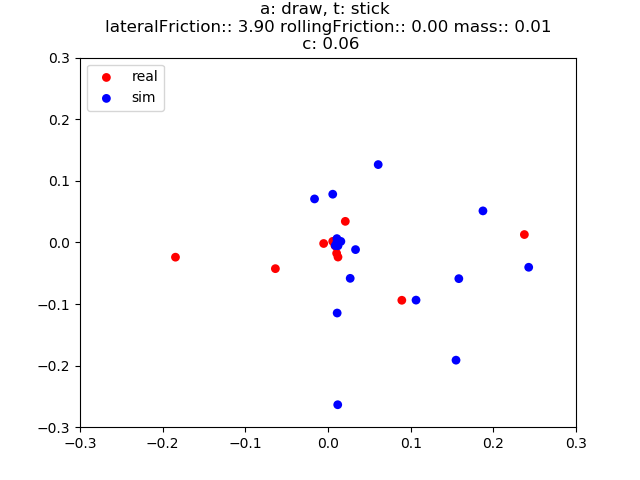 a: draw, t: stick
lateralFriction:: 3.90 rollingFriction:: 0.00 mass:: 0.01
c: 0.06
real
sim
0.3
0.2
0.1
0.0
−0.1
−0.2
−0.3
−0.3 −0.2 −0.1 0.0 0.1 0.2 0.3